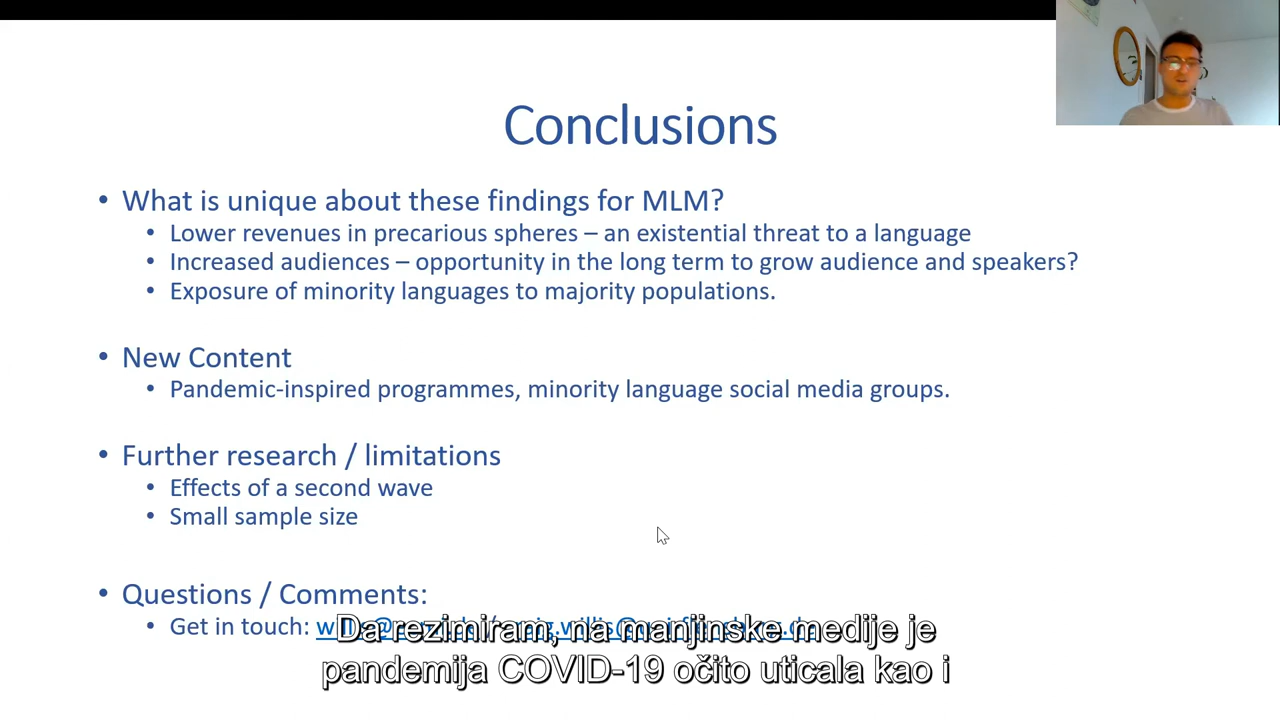 Conclusions
• What is unique about these findings for MLM?
• Lower revenues in precarious spheres – an existential threat to a language
• Increased audiences – opportunity in the long term to grow audience and speakers?
• Exposure of minority languages to majority populations.
• New Content
• Pandemic-inspired programmes, minority language social media groups.
• Further research / limitations
• Effects of a second wave
• Small sample size
• Questions / Comments:
• Get in touch:
Da rezimiram, na manjinske medije je
pandemija COVID-19 očito uticala kao i